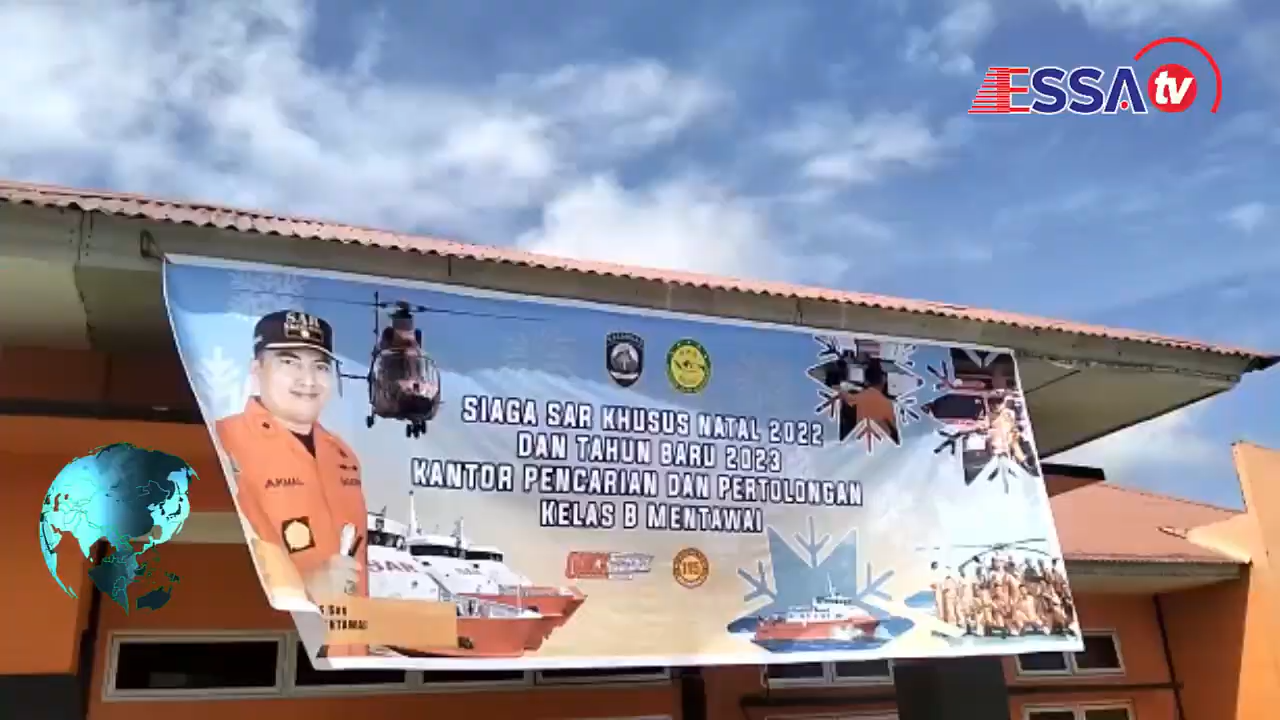 ESSA tv
SAR
SIAGA SAR KHUSUS NATAL 2022
DAN TAHUN BARU 2023
KANTOR PENCARIAN DAN PERTOLONGAN
KELAS B MENTAWAI
AKMAL
SAR
115